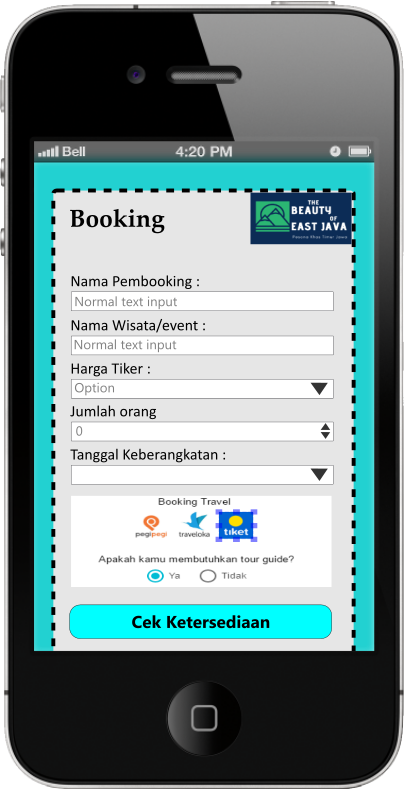 Bell 4:20 PM
Booking
THE
BEAUTY
OF
EAST JAVA
Pesona Khas Timur Jawa
Nama Pembooking :
Normal text input
Nama Wisata/event :
Normal text input
Harga Tiker :
Option
Jumlah orang
0
Tanggal Keberangkatan :
Booking Travel
pegipegi traveloka tiket
Apakah kamu membutuhkan tour guide?
Ya Tidak
Cek Ketersediaan